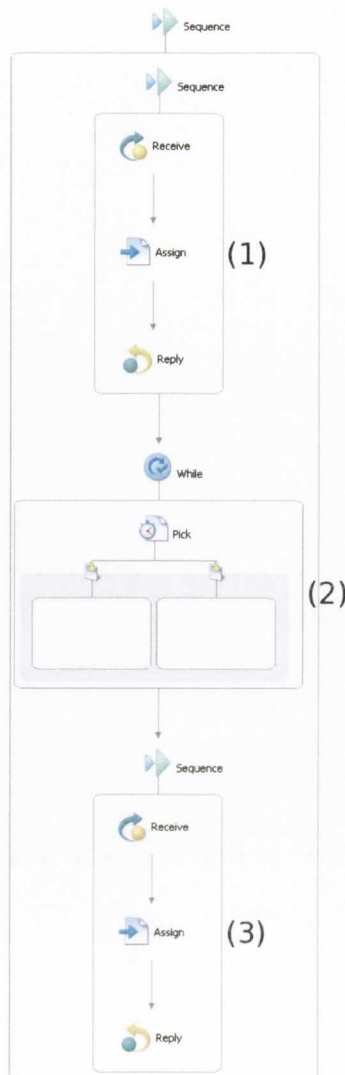 Sequence
Sequence
Receive
Assign
(1)
Reply
While
Pick
(2)
Sequence
Receive
Assign
(3)
Reply